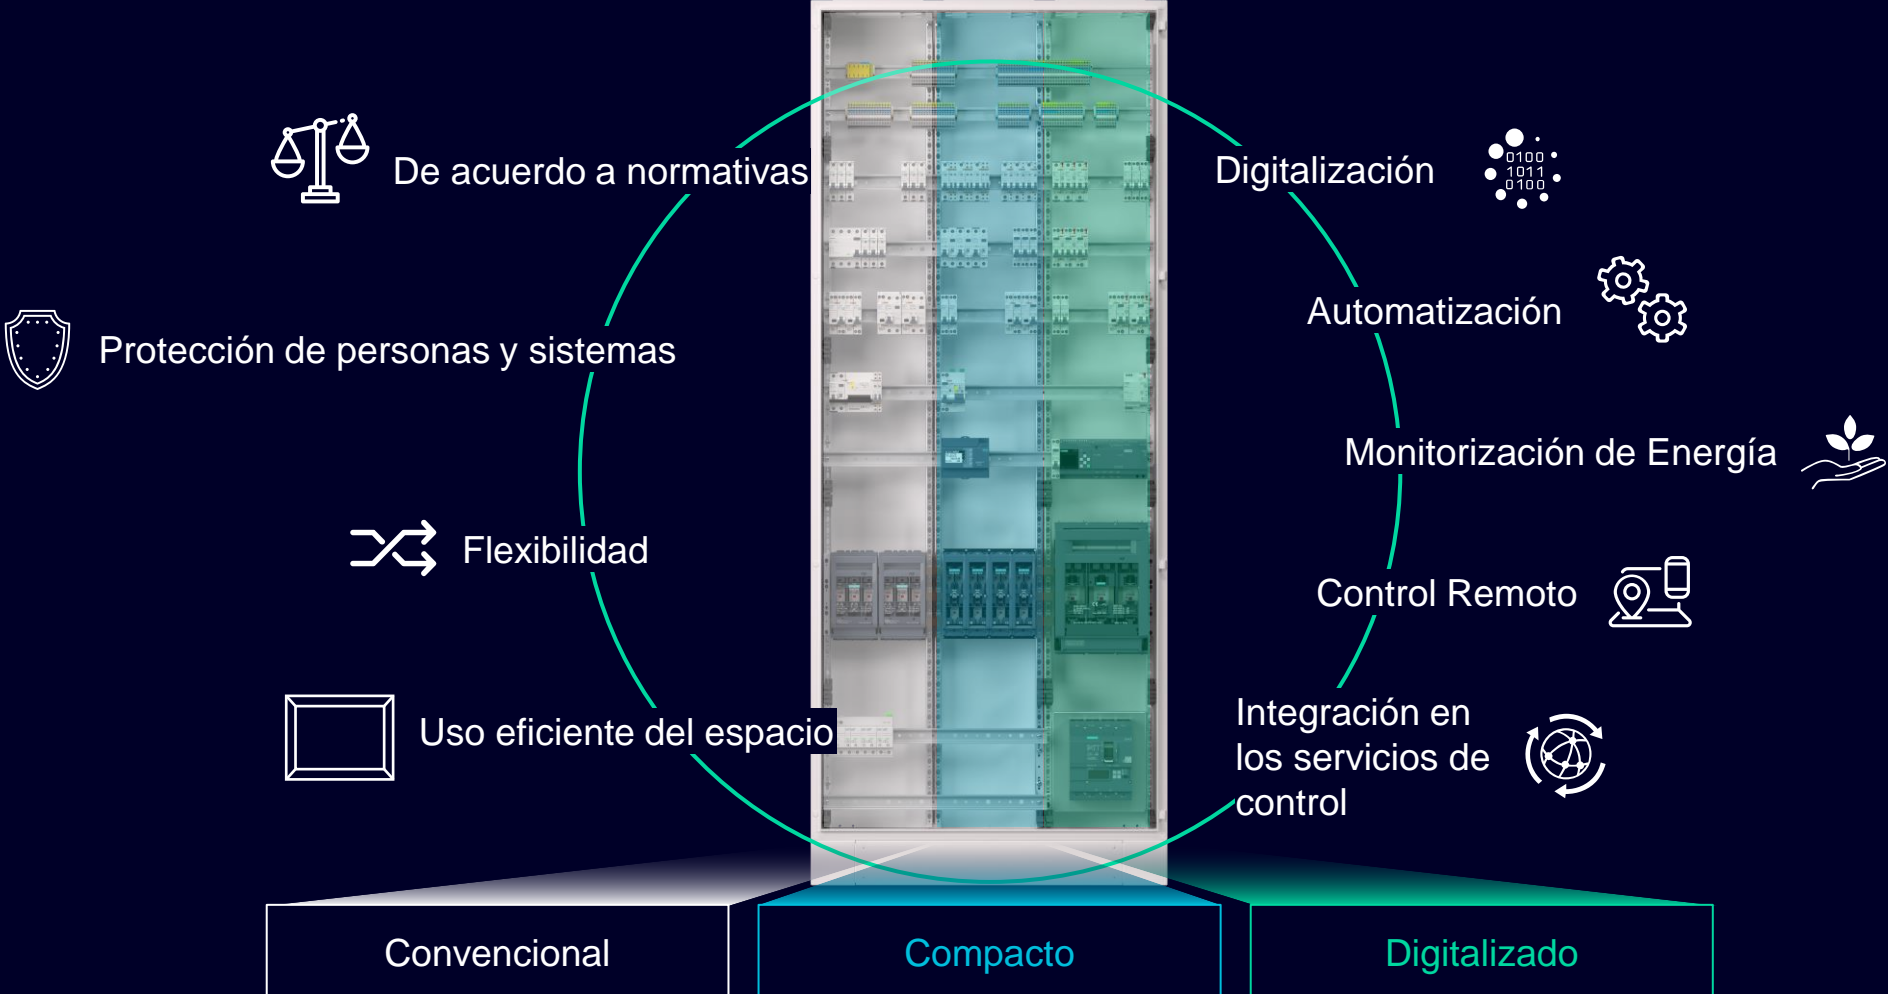 De acuerdo a normativas
Protección de personas y sistemas
Flexibilidad
Uso eficiente del espacio
Digitalización
0100
1011
0100
Automatización
Monitorización de Energía
Control Remoto
Integración en
los servicios de
control
Convencional
Compacto
Digitalizado